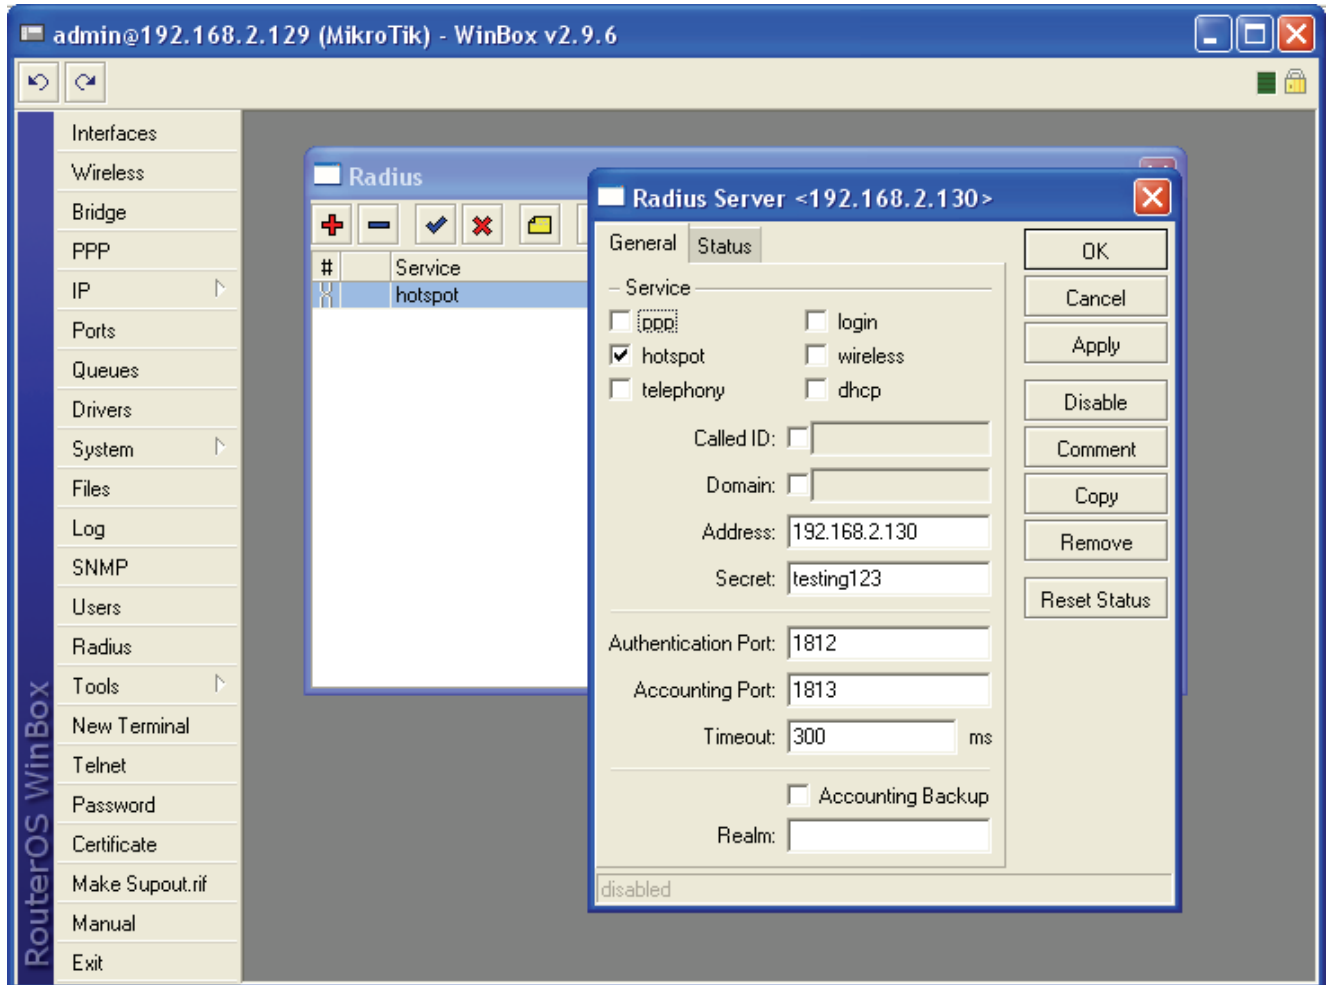 admin@192.168.2.129 (MikroTik) - WinBox v2.9.6
RouterOS WinBox
Interfaces
Wireless
Bridge
PPP
IP
Ports
Queues
Drivers
System
Files
Log
SNMP
Users
Radius
Tools
New Terminal
Telnet
Password
Certificate
Make Supout.rif
Manual
Exit
Radius
# Service
X hotspot
Radius Server <192.168.2.130>
General Status
Service
ppp login
hotspot wireless
telephony dhcp
Called ID:
Domain:
Address: 192.168.2.130
Secret: testing123
Authentication Port: 1812
Accounting Port: 1813
Timeout: 300 ms
Accounting Backup
Realm:
disabled
OK
Cancel
Apply
Disable
Comment
Copy
Remove
Reset Status